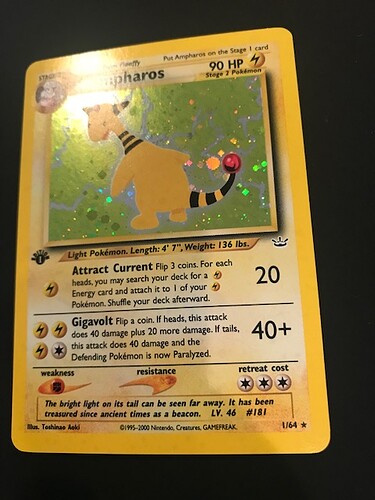 Put Ampharos on the Stage 1 card
90 HP
Stage 2 Pokémon
Light Pokémon. Length: 4' 7", Weight: 136 lbs.
Attract Current Flip 3 coins. For each
heads, you may search your deck for a
Energy card and attach it to 1 of your
Pokémon. Shuffle your deck afterward.
20
Gigavolt Flip a coin. If heads, this attack
does 40 damage plus 20 more damage. If tails,
this attack does 40 damage and the
Defending Pokémon is now Paralyzed.
40+
weakness resistance retreat cost
The bright light on its tail can be seen far away. It has been
treasured since ancient times as a beacon. LV. 46 #181
Illus. Toshinao Aoki ©1995-2000 Nintendo, Creatures, GAMEFREAK. 1/64